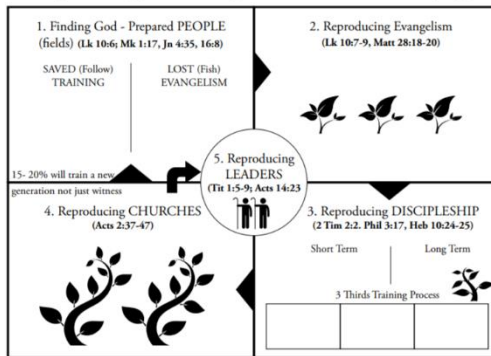 1. Finding God - Prepared PEOPLE
(fields) (Lk 10:6; Mk 1:17, Jn 4:35, 16:8)
SAVED (Follow)
TRAINING
LOST (Fish)
EVANGELISM
15- 20% will train a new
generation not just witness
2. Reproducing Evangelism
(Lk 10:7-9, Matt 28:18-20)
5. Reproducing
LEADERS
(Tit 1:5-9; Acts 14:23
4. Reproducing CHURCHES
(Acts 2:37-47)
3. Reproducing DISCIPLESHIP
(2 Tim 2:2. Phil 3:17, Heb 10:24-25)
Short Term
Long Term
3 Thirds Training Process